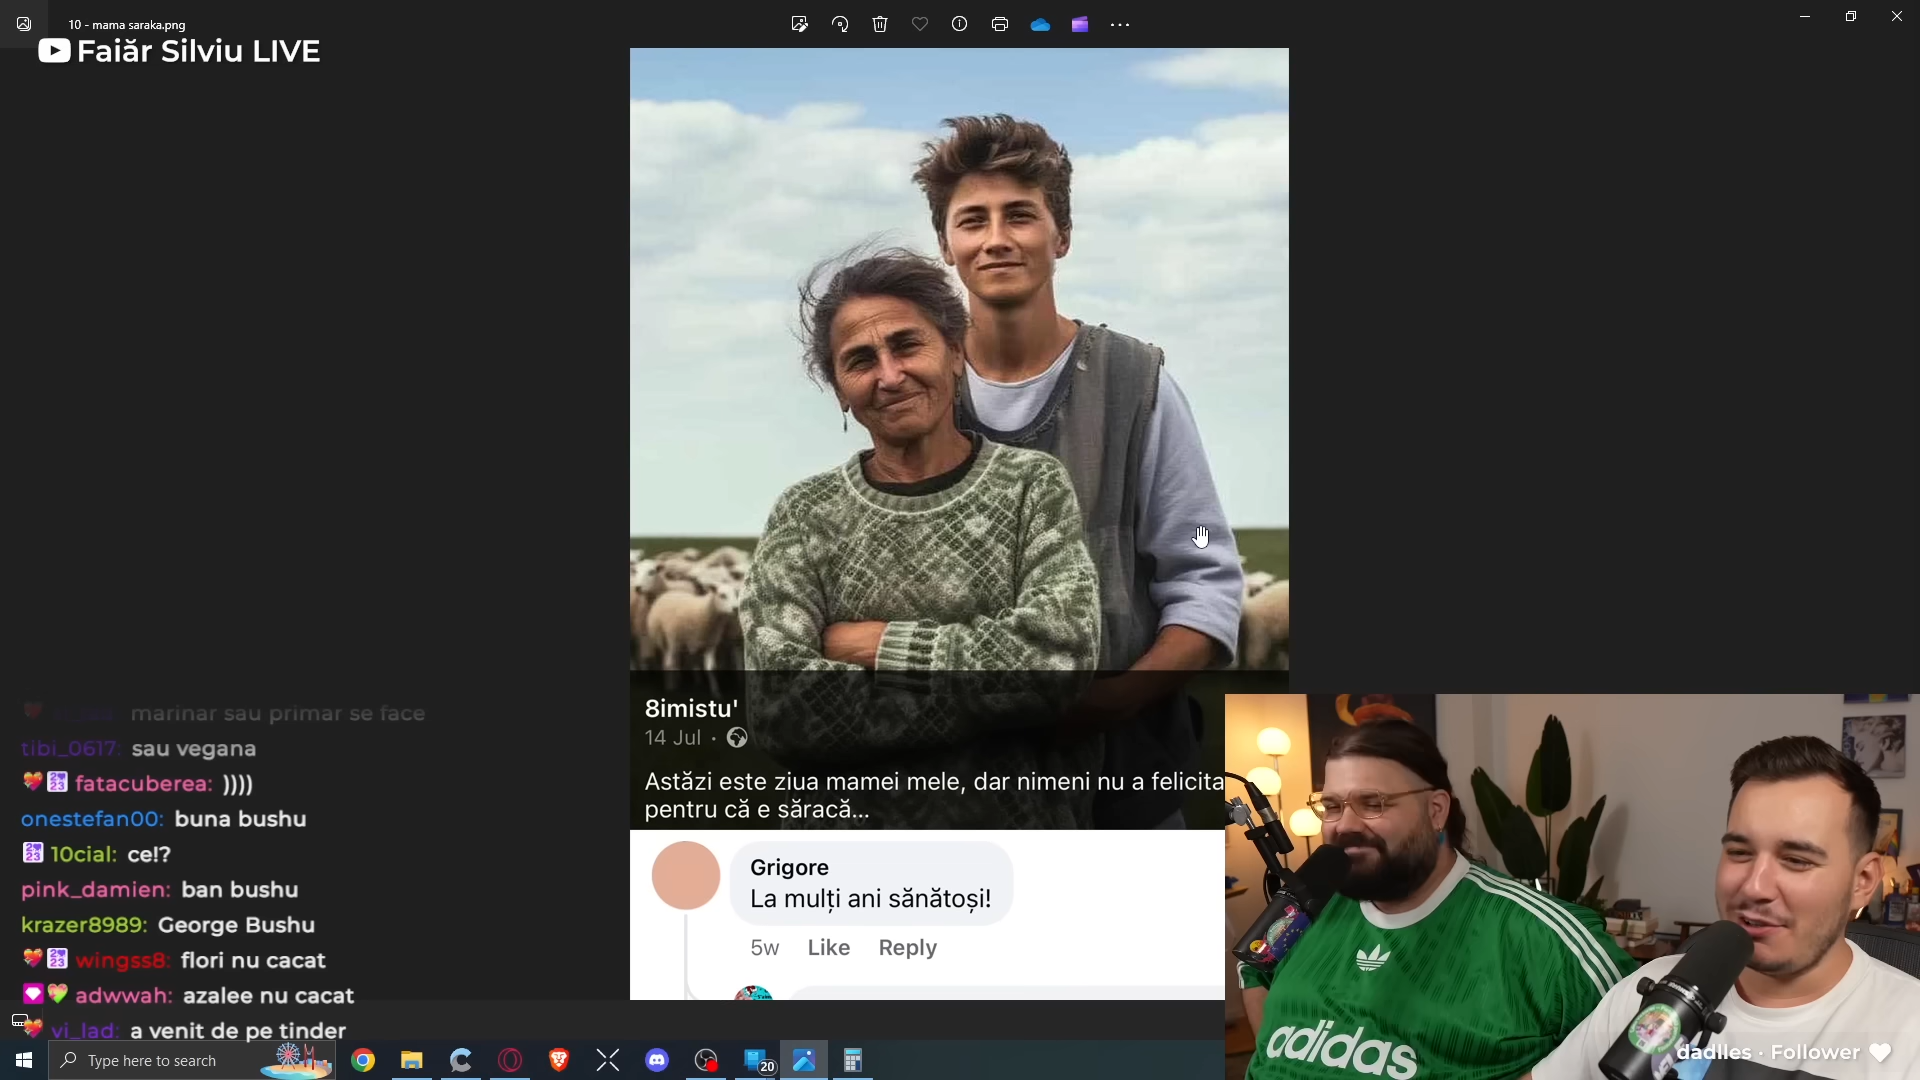 10 - mama saraka.png
Faiăr Silviu LIVE
8imistu'
14 Jul ·
Astăzi este ziua mamei mele, dar nimeni nu a felicita
pentru că e săracă...
Grigore
La mulți ani sănătoși!
5w Like Reply
marinar sau primar se face
tibi_0617: sau vegana
fatacuberea: ))))
onestefan00: buna bushu
10cial: ce!?
pink_damien: ban bushu
krazer8989: George Bushu
wingss8: flori nu cacat
adwwah: azalee nu cacat
vi_lad: a venit de pe tinder
adidas
dadlles · Follower
Type here to search
20